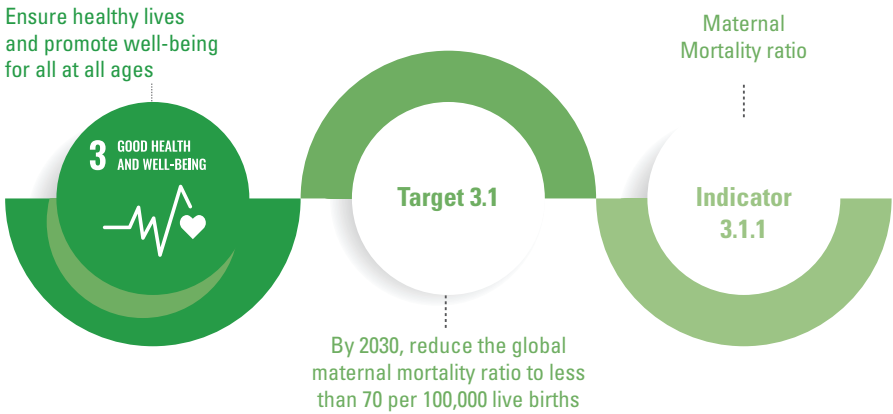 Ensure healthy lives
and promote well-being
for all at all ages
3 GOOD HEALTH
AND WELL-BEING
Target 3.1
By 2030, reduce the global
maternal mortality ratio to less
than 70 per 100,000 live births
Maternal
Mortality ratio
Indicator
3.1.1